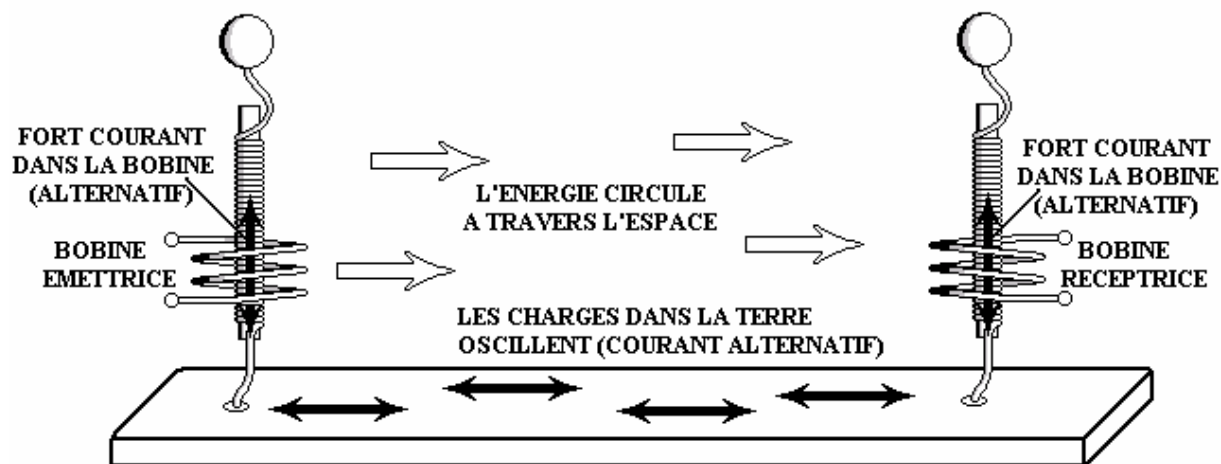 FORT COURANT
DANS LA BOBINE
(ALTERNATIF)
BOBINE
EMETTRICE
L'ENERGIE CIRCULE
A TRAVERS L'ESPACE
FORT COURANT
DANS LA BOBINE
(ALTERNATIF)
BOBINE
RECEPTRICE
LES CHARGES DANS LA TERRE
OSCILLENT (COURANT ALTERNATIF)